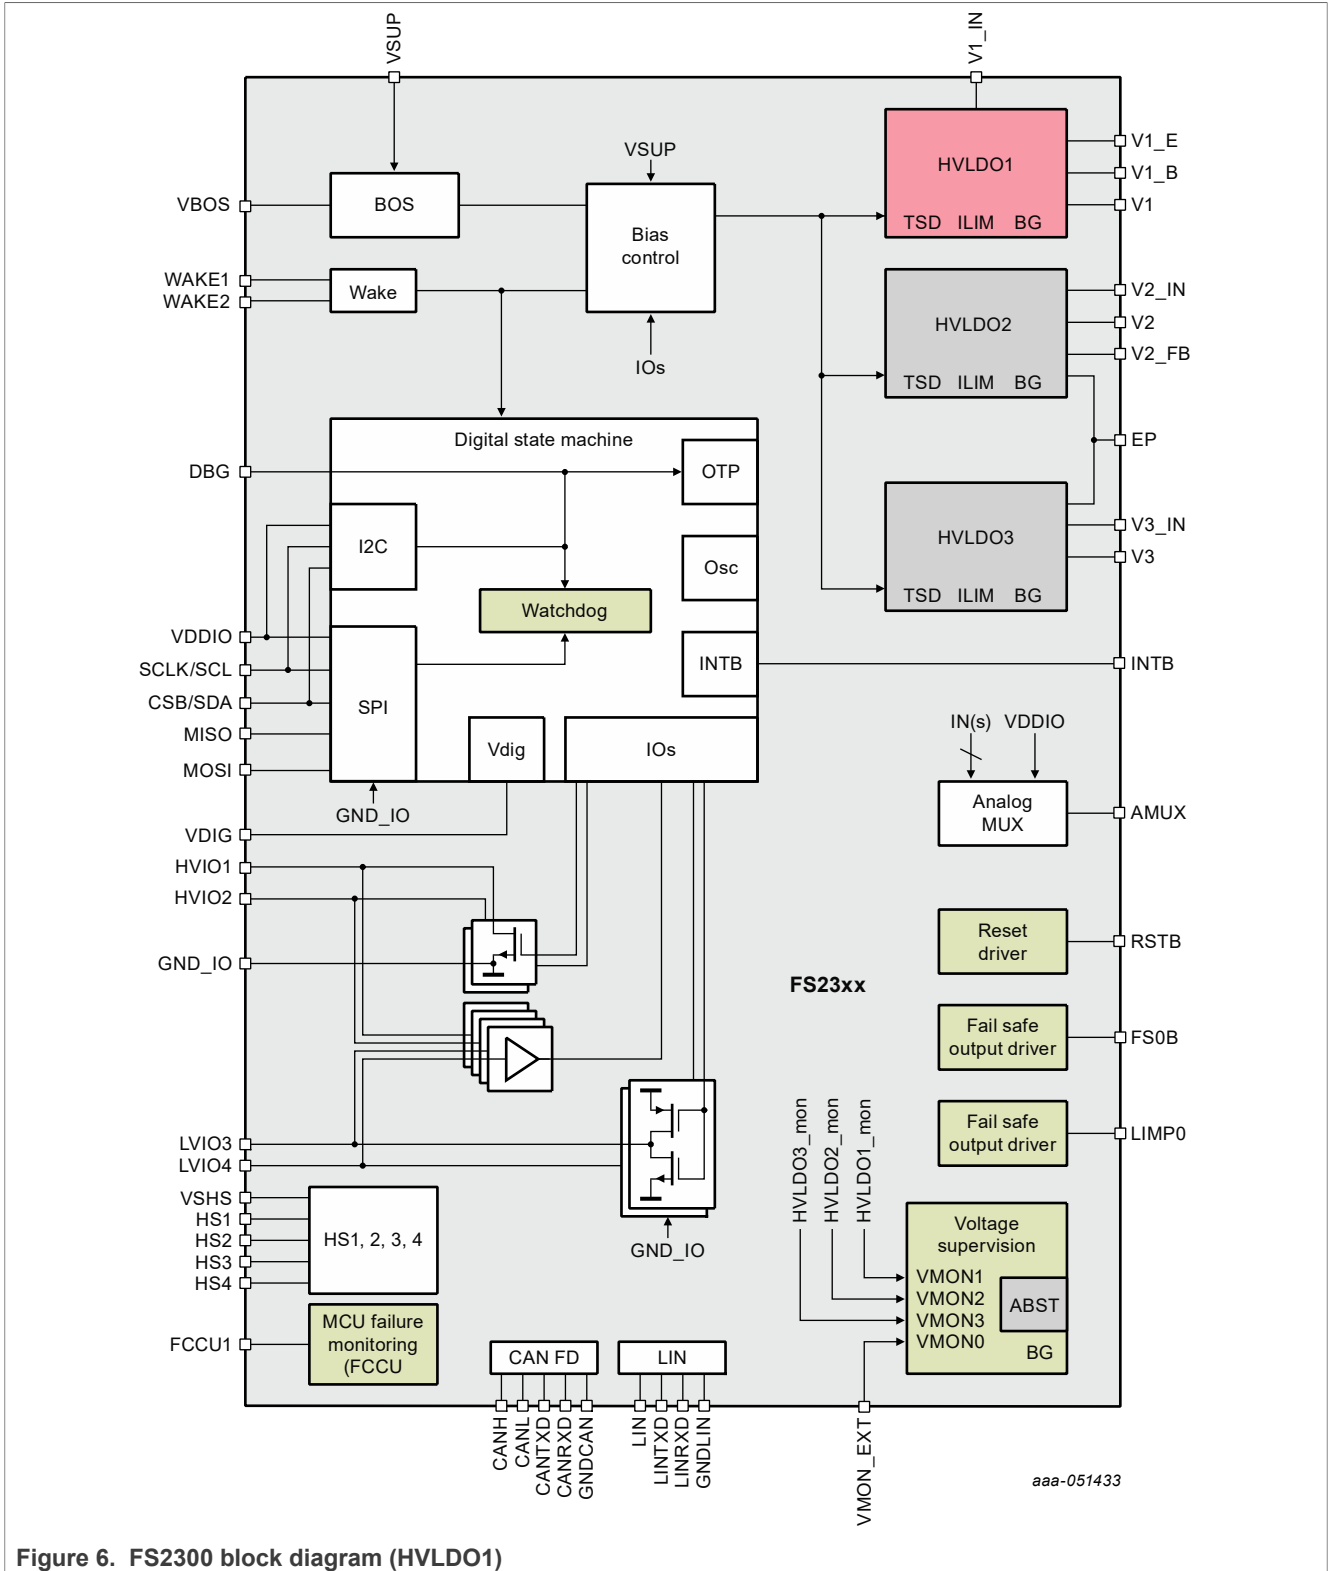 VSUP
V1_IN
VBOS
BOS
VSUP
Bias
control
IOs
HVLDO1
TSD ILIM BG
V1_E
V1_B
V1
WAKE1
WAKE2
Wake
HVLDO2
TSD ILIM BG
V2_IN
V2
V2_FB
EP
Digital state machine
DBG
OTP
I2C
Osc
Watchdog
HVLDO3
TSD ILIM BG
V3_IN
V3
VDDIO
SCLK/SCL
CSB/SDA
MISO
MOSI
SPI
INTB
INTB
Vdig
IOs
GND_IO
IN(s) VDDIO
Analog
MUX
AMUX
VDIG
HVIO1
HVIO2
GND_IO
Reset
driver
RSTB
FS23xx
Fail safe
output driver
FS0B
Fail safe
output driver
LIMP0
LVIO3
LVIO4
GND_IO
VSHS
HS1
HS2
HS3
HS4
HS1, 2, 3, 4
HVLDO3_mon
HVLDO2_mon
HVLDO1_mon
Voltage
supervision
VMON1
VMON2
VMON3
VMON0
ABST
BG
FCCU1
MCU failure
monitoring
(FCCU
CAN FD
LIN
CANH
CANL
CANTXD
CANRXD
GNDCAN
LIN
LINTXD
LINRXD
GNDLIN
VMON_EXT
aaa-051433
Figure 6. FS2300 block diagram (HVLDO1)